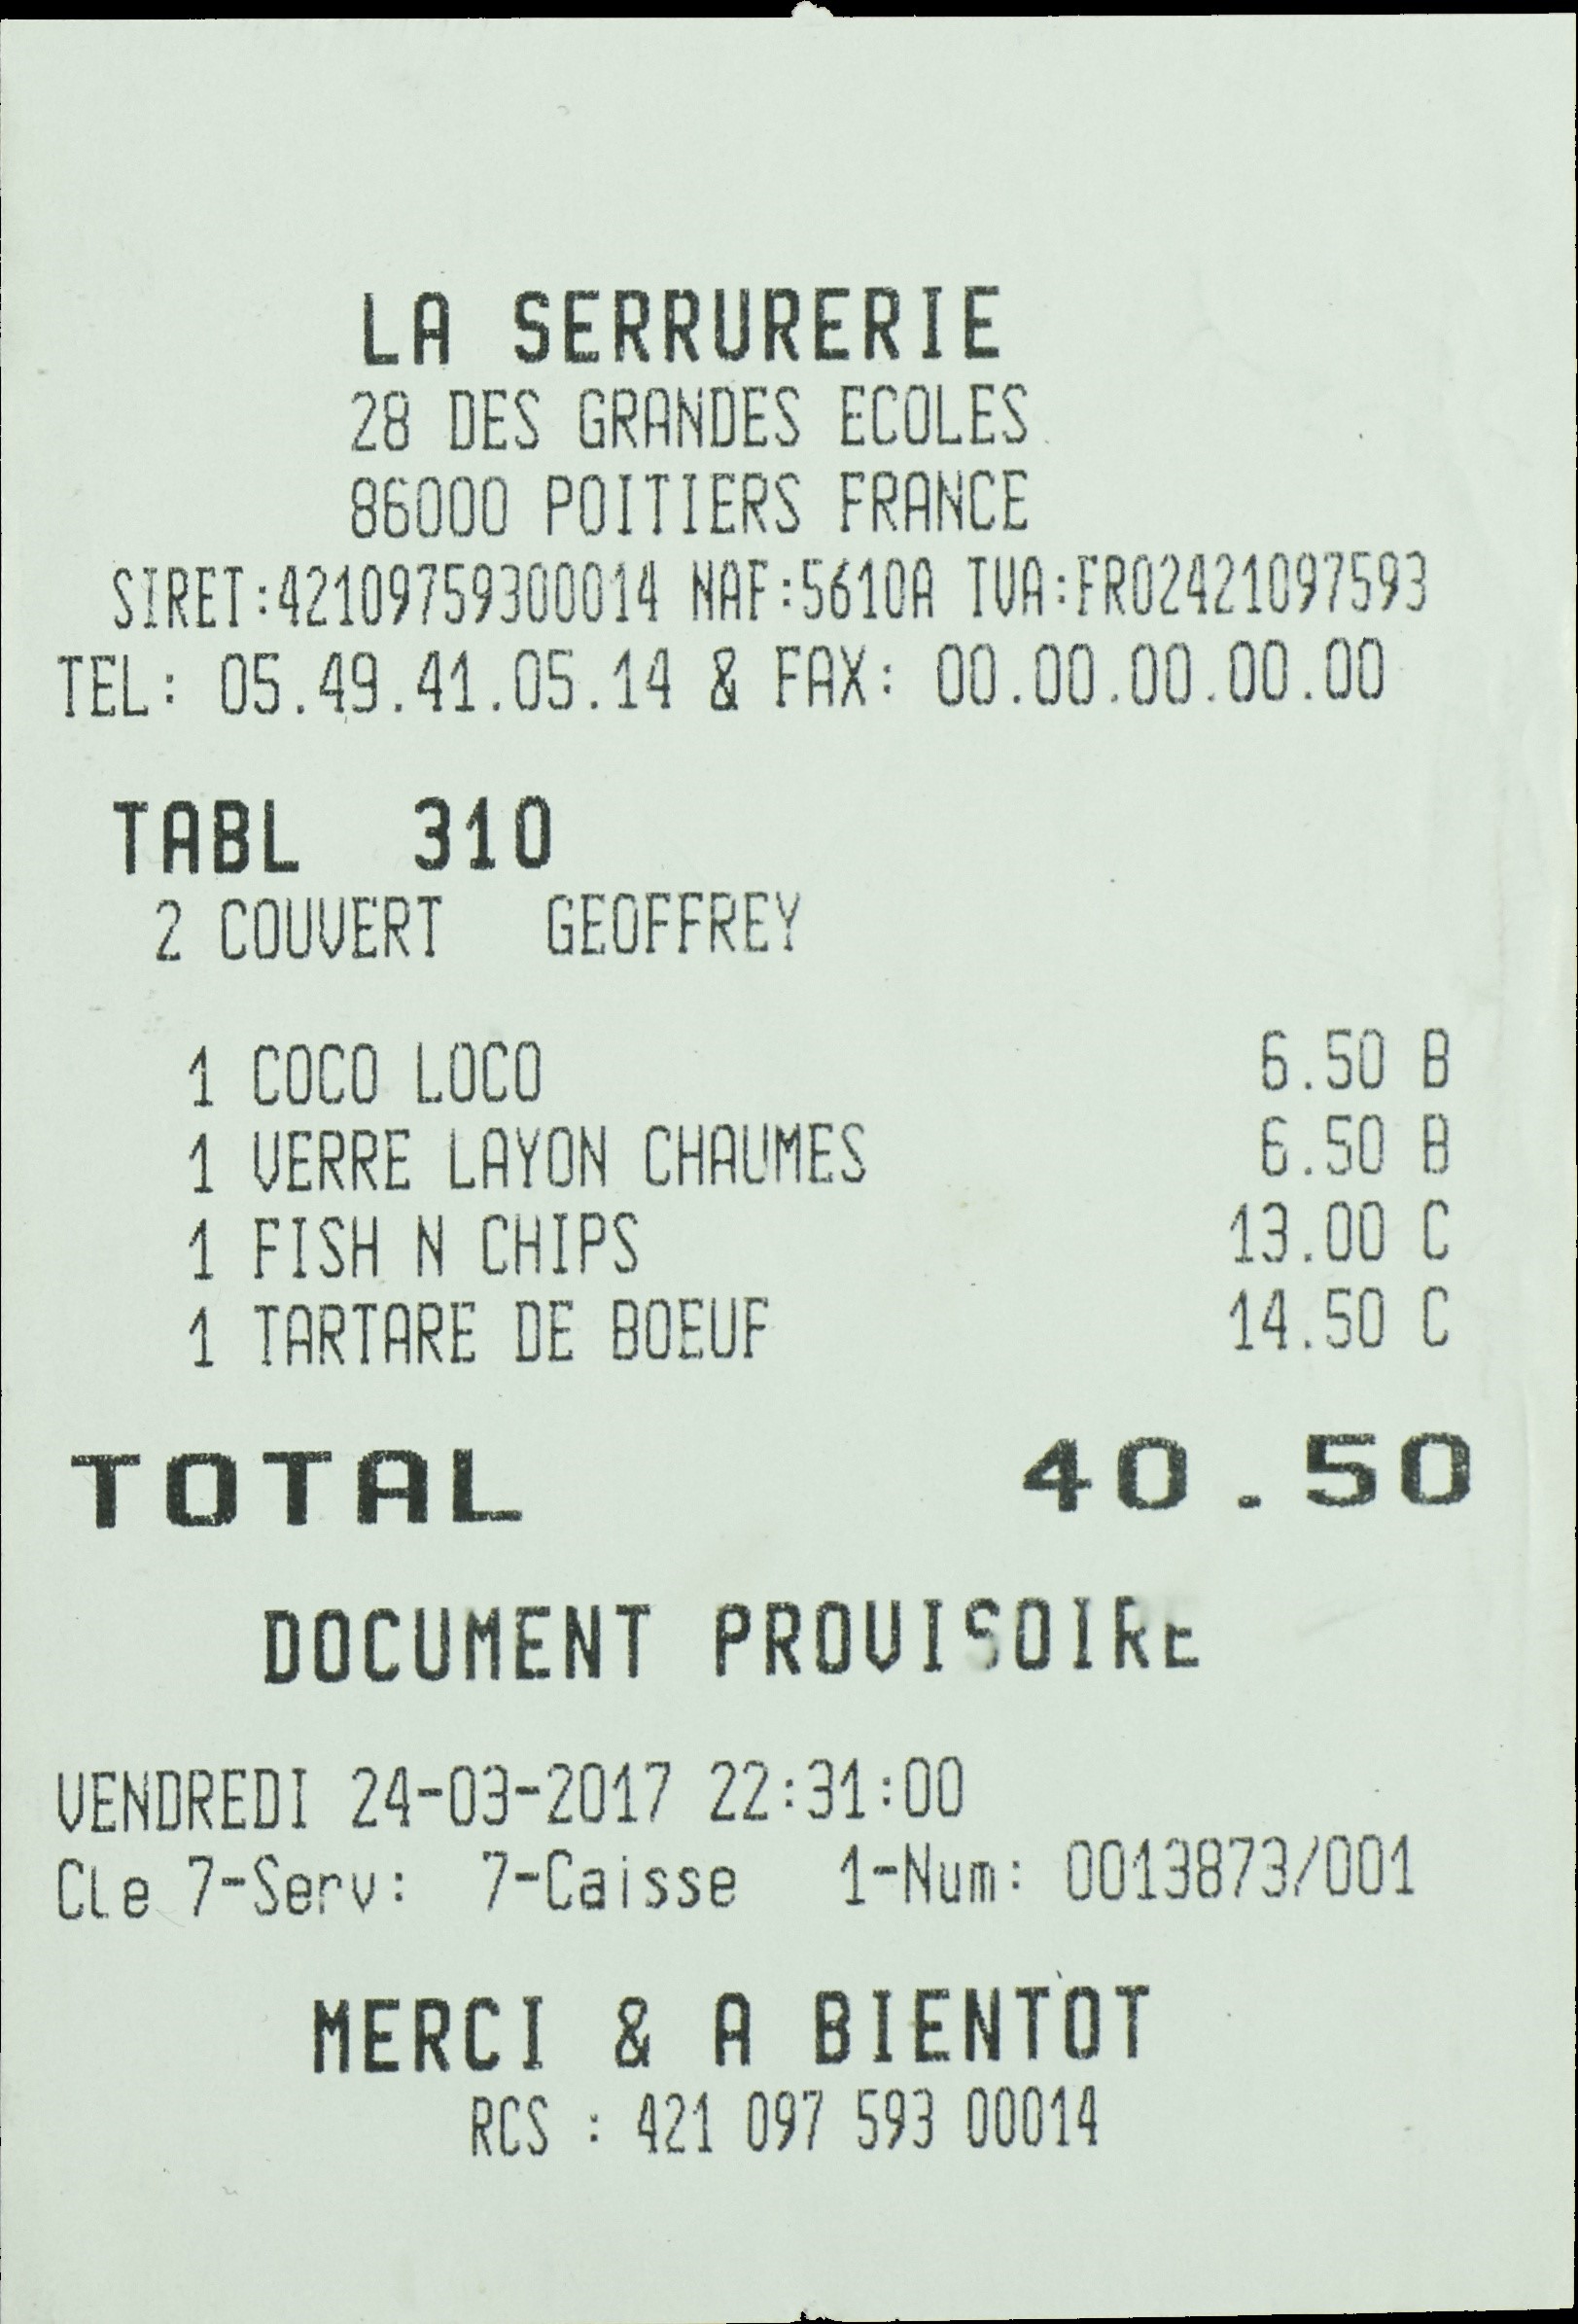 LA SERRURERIE
28 DES GRANDES ECOLES
86000 POITIERS FRANCE
SIRET:42109759300014 NAF:5610A TVA:FR02421097593
TEL: 05.49.41.05.14 & FAX: 00.00.00.00.00
TABL 310
2 COUVERT GEOFFREY
1 COCO LOCO 6.50 B
1 VERRE LAYON CHAUMES 6.50 B
1 FISH N CHIPS 13.00 C
1 TARTARE DE BOEUF 14.50 C
TOTAL 40.50
DOCUMENT PROVISOIRE
VENDREDI 24-03-2017 22:31:00
Cle 7-Serv: 7-Caisse 1-Num: 0013873/001
MERCI & A BIENTOT
RCS : 421 097 593 00014